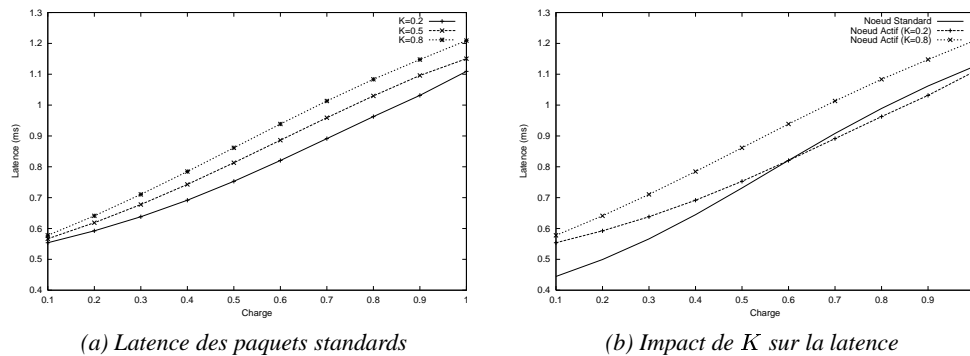 1.3
1.2
1.1
1
0.9
0.8
0.7
0.6
0.5
0.4
Latence (ms)
K=0.2
K=0.5
K=0.8
0.1 0.2 0.3 0.4 0.5 0.6 0.7 0.8 0.9 1
Charge
(a) Latence des paquets standards
1.3
1.2
1.1
1
0.9
0.8
0.7
0.6
0.5
0.4
Latence (ms)
Noeud Standard
Noeud Actif (K=0.2)
Noeud Actif (K=0.8)
0.1 0.2 0.3 0.4 0.5 0.6 0.7 0.8 0.9
Charge
(b) Impact de K sur la latence